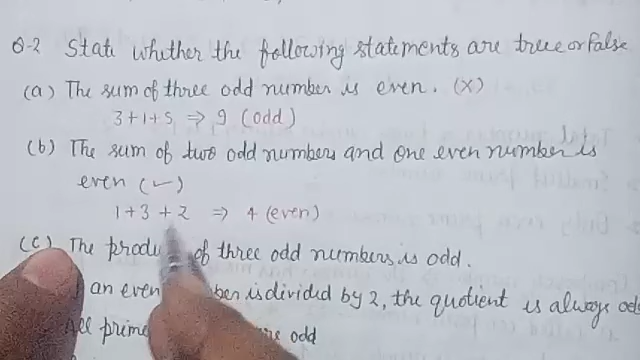 Q-2 State whether the following statements are true or False
(a) The sum of three odd number is even. (X)
3+1+5 ⇒ 9 (odd)
(b) The sum of two odd numbers and one even number is
even (✓)
1+3+2 ⇒ 4 (even)
(c) The produ of three odd numbers is odd.
an even ber is divided by 2, the quotient is always od
All prime are odd